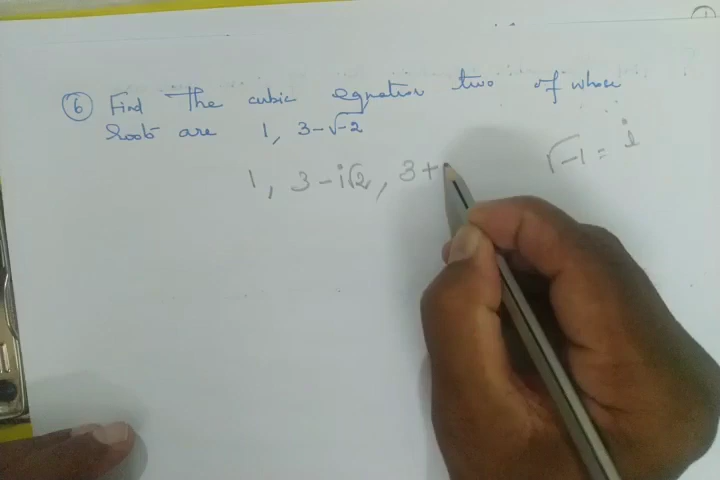 ⑥ Find The cubic equation two of whose
roots are 1, 3-√-2
1, 3-i√2, 3+
√-1 = i